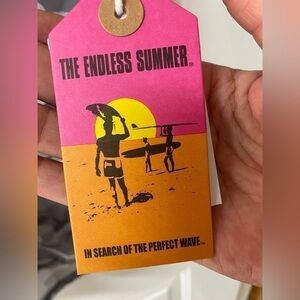 THE ENDLESS SUMMER®
IN SEARCH OF THE PERFECT WAVE™